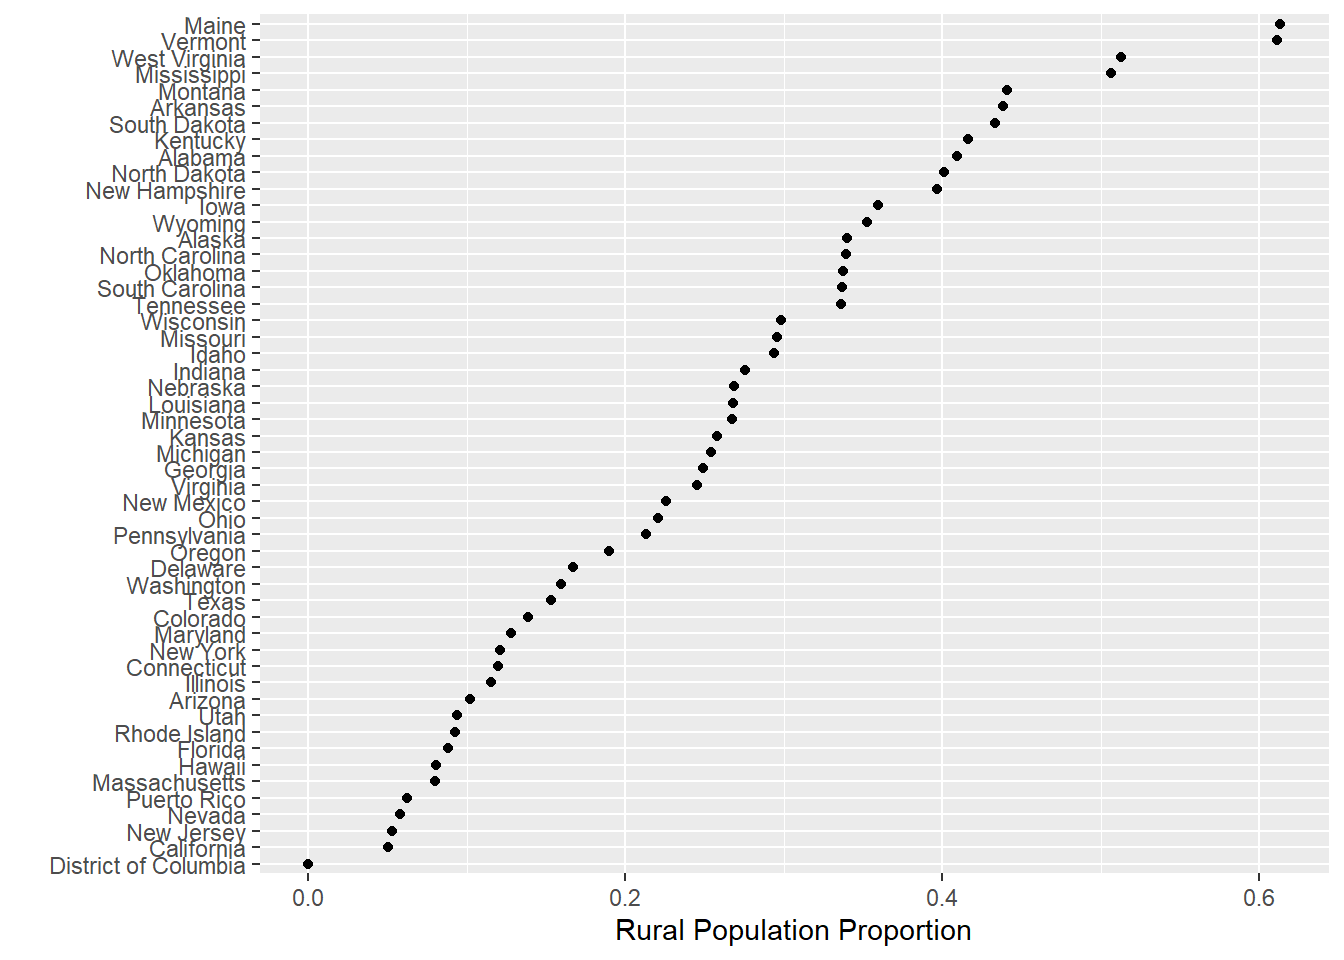 Maine
Vermont
West Virginia
Mississippi
Montana
Arkansas
South Dakota
Kentucky
Alabama
North Dakota
New Hampshire
Iowa
Wyoming
Alaska
North Carolina
Oklahoma
South Carolina
Tennessee
Wisconsin
Missouri
Idaho
Indiana
Nebraska
Louisiana
Minnesota
Kansas
Michigan
Georgia
Virginia
New Mexico
Ohio
Pennsylvania
Oregon
Delaware
Washington
Texas
Colorado
Maryland
New York
Connecticut
Illinois
Arizona
Utah
Rhode Island
Florida
Hawaii
Massachusetts
Puerto Rico
Nevada
New Jersey
California
District of Columbia
0.0 0.2 0.4 0.6
Rural Population Proportion